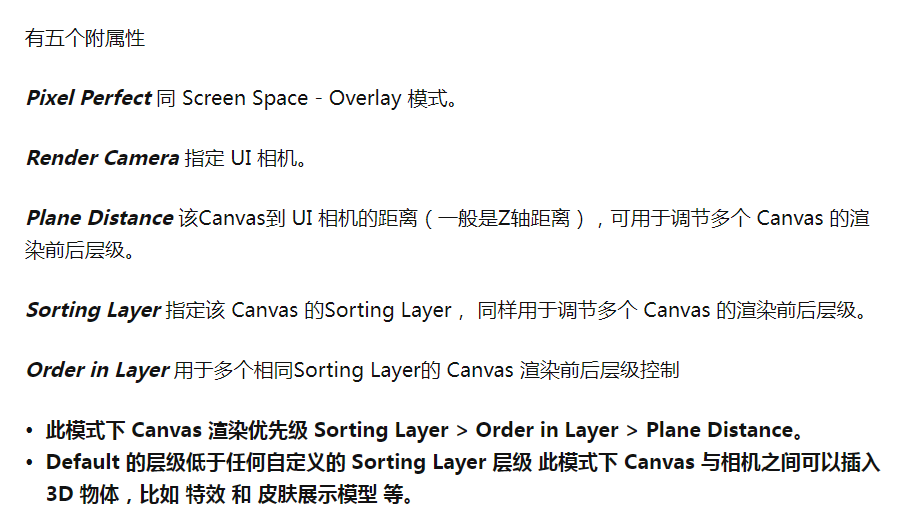 有五个附属性
Pixel Perfect 同 Screen Space - Overlay 模式。
Render Camera 指定 UI 相机。
Plane Distance 该Canvas到 UI 相机的距离（一般是Z轴距离），可用于调节多个 Canvas 的渲
染前后层级。
Sorting Layer 指定该 Canvas 的Sorting Layer， 同样用于调节多个 Canvas 的渲染前后层级。
Order in Layer 用于多个相同Sorting Layer的 Canvas 渲染前后层级控制
• 此模式下 Canvas 渲染优先级 Sorting Layer > Order in Layer > Plane Distance。
• Default 的层级低于任何自定义的 Sorting Layer 层级 此模式下 Canvas 与相机之间可以插入
3D 物体，比如 特效 和 皮肤展示模型 等。